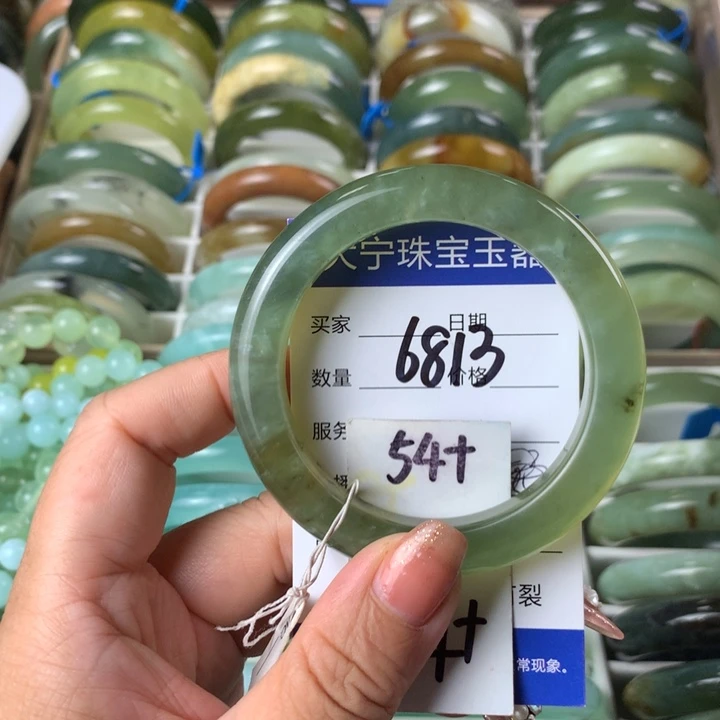 天宁珠宝玉器
买家 日期
6813
数量 价格
服务
54+
裂
常现象。